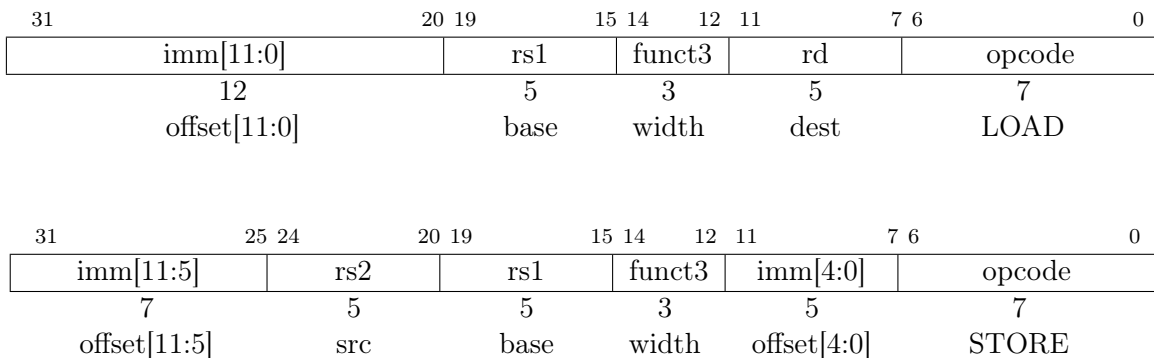 31 20 19 15 14 12 11 7 6 0
imm[11:0] rs1 funct3 rd opcode
12 5 3 5 7
offset[11:0] base width dest LOAD
31 25 24 20 19 15 14 12 11 7 6 0
imm[11:5] rs2 rs1 funct3 imm[4:0] opcode
7 5 5 3 5 7
offset[11:5] src base width offset[4:0] STORE